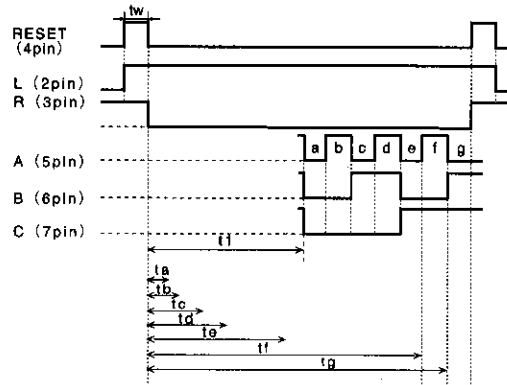 tw
RESET
(4pin)
L (2pin)
R (3pin)
A (5pin)
a b c d e f g
B (6pin)
C (7pin)
t1
ta
tb
tc
td
te
tf
tg